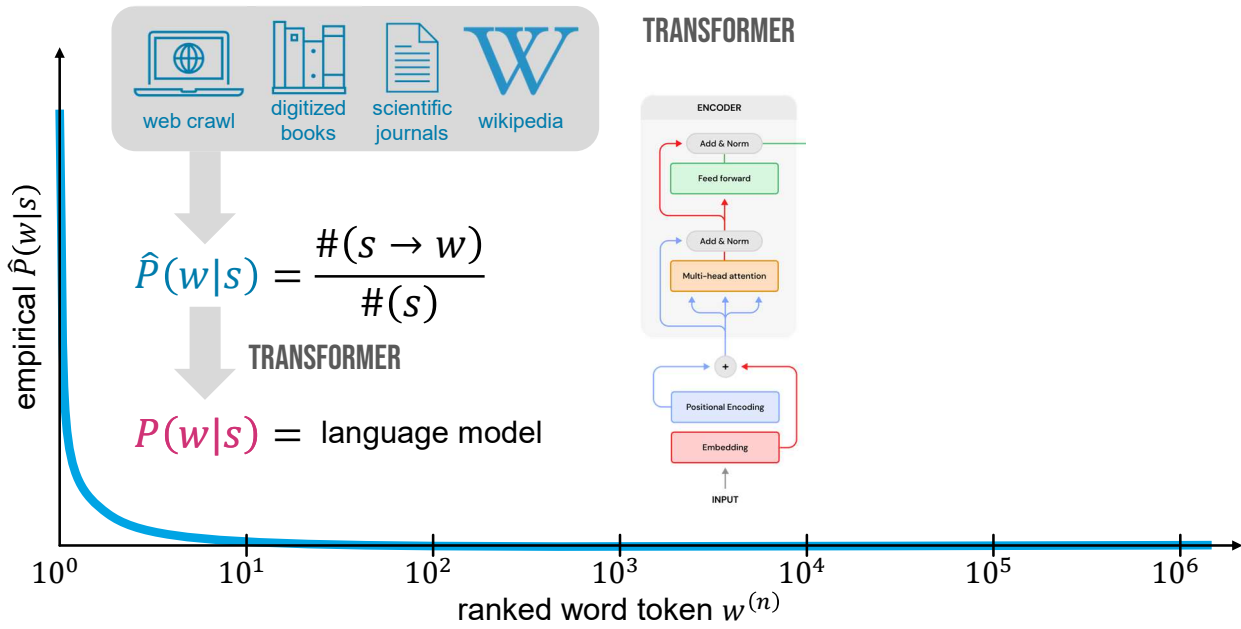 TRANSFORMER
W
web crawl
digitized
books
scientific
journals
wikipedia
empirical P̂(w|s)
P̂(w|s) = #(s → w) / #(s)
TRANSFORMER
P(w|s) = language model
ENCODER
Add & Norm
Feed forward
Add & Norm
Multi-head attention
+
Positional Encoding
Embedding
INPUT
10⁰ 10¹ 10² 10³ 10⁴ 10⁵ 10⁶
ranked word token w⁽ⁿ⁾